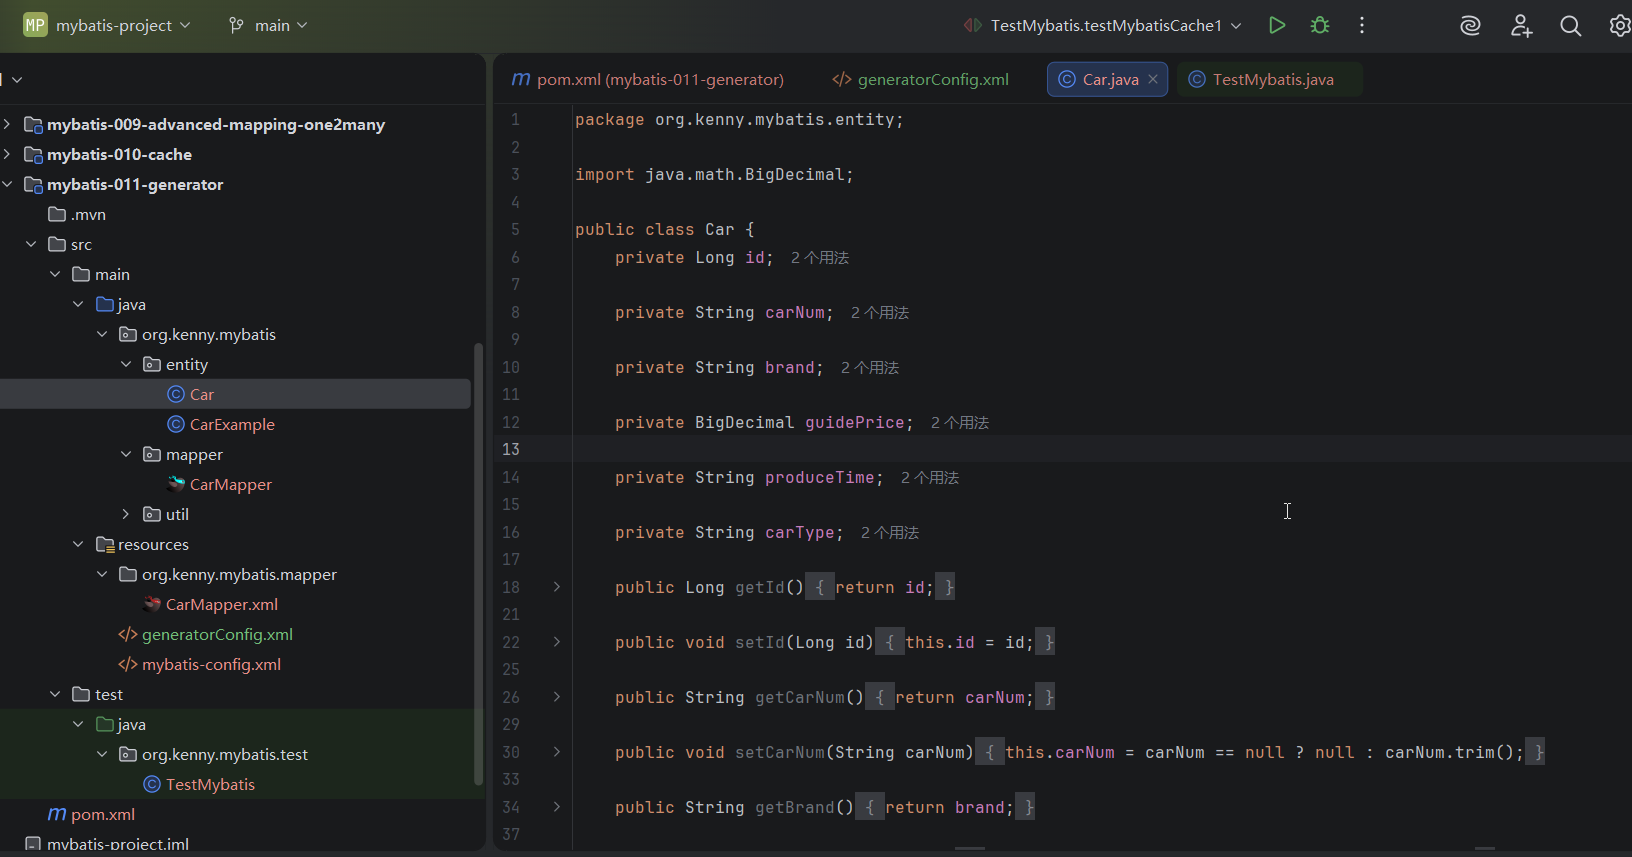 MP mybatis-project main TestMybatis.testMybatisCache1
pom.xml (mybatis-011-generator) generatorConfig.xml Car.java TestMybatis.java
mybatis-009-advanced-mapping-one2many
mybatis-010-cache
mybatis-011-generator
.mvn
src
main
java
org.kenny.mybatis
entity
Car
CarExample
mapper
CarMapper
util
resources
org.kenny.mybatis.mapper
CarMapper.xml
generatorConfig.xml
mybatis-config.xml
test
java
org.kenny.mybatis.test
TestMybatis
pom.xml
mybatis-project.iml
1 package org.kenny.mybatis.entity;
2
3 import java.math.BigDecimal;
4
5 public class Car {
6 private Long id; 2 个用法
7
8 private String carNum; 2 个用法
9
10 private String brand; 2 个用法
11
12 private BigDecimal guidePrice; 2 个用法
13
14 private String produceTime; 2 个用法
15
16 private String carType; 2 个用法
17
18 public Long getId() { return id; }
21
22 public void setId(Long id) { this.id = id; }
25
26 public String getCarNum() { return carNum; }
29
30 public void setCarNum(String carNum) { this.carNum = carNum == null ? null : carNum.trim(); }
33
34 public String getBrand() { return brand; }
37